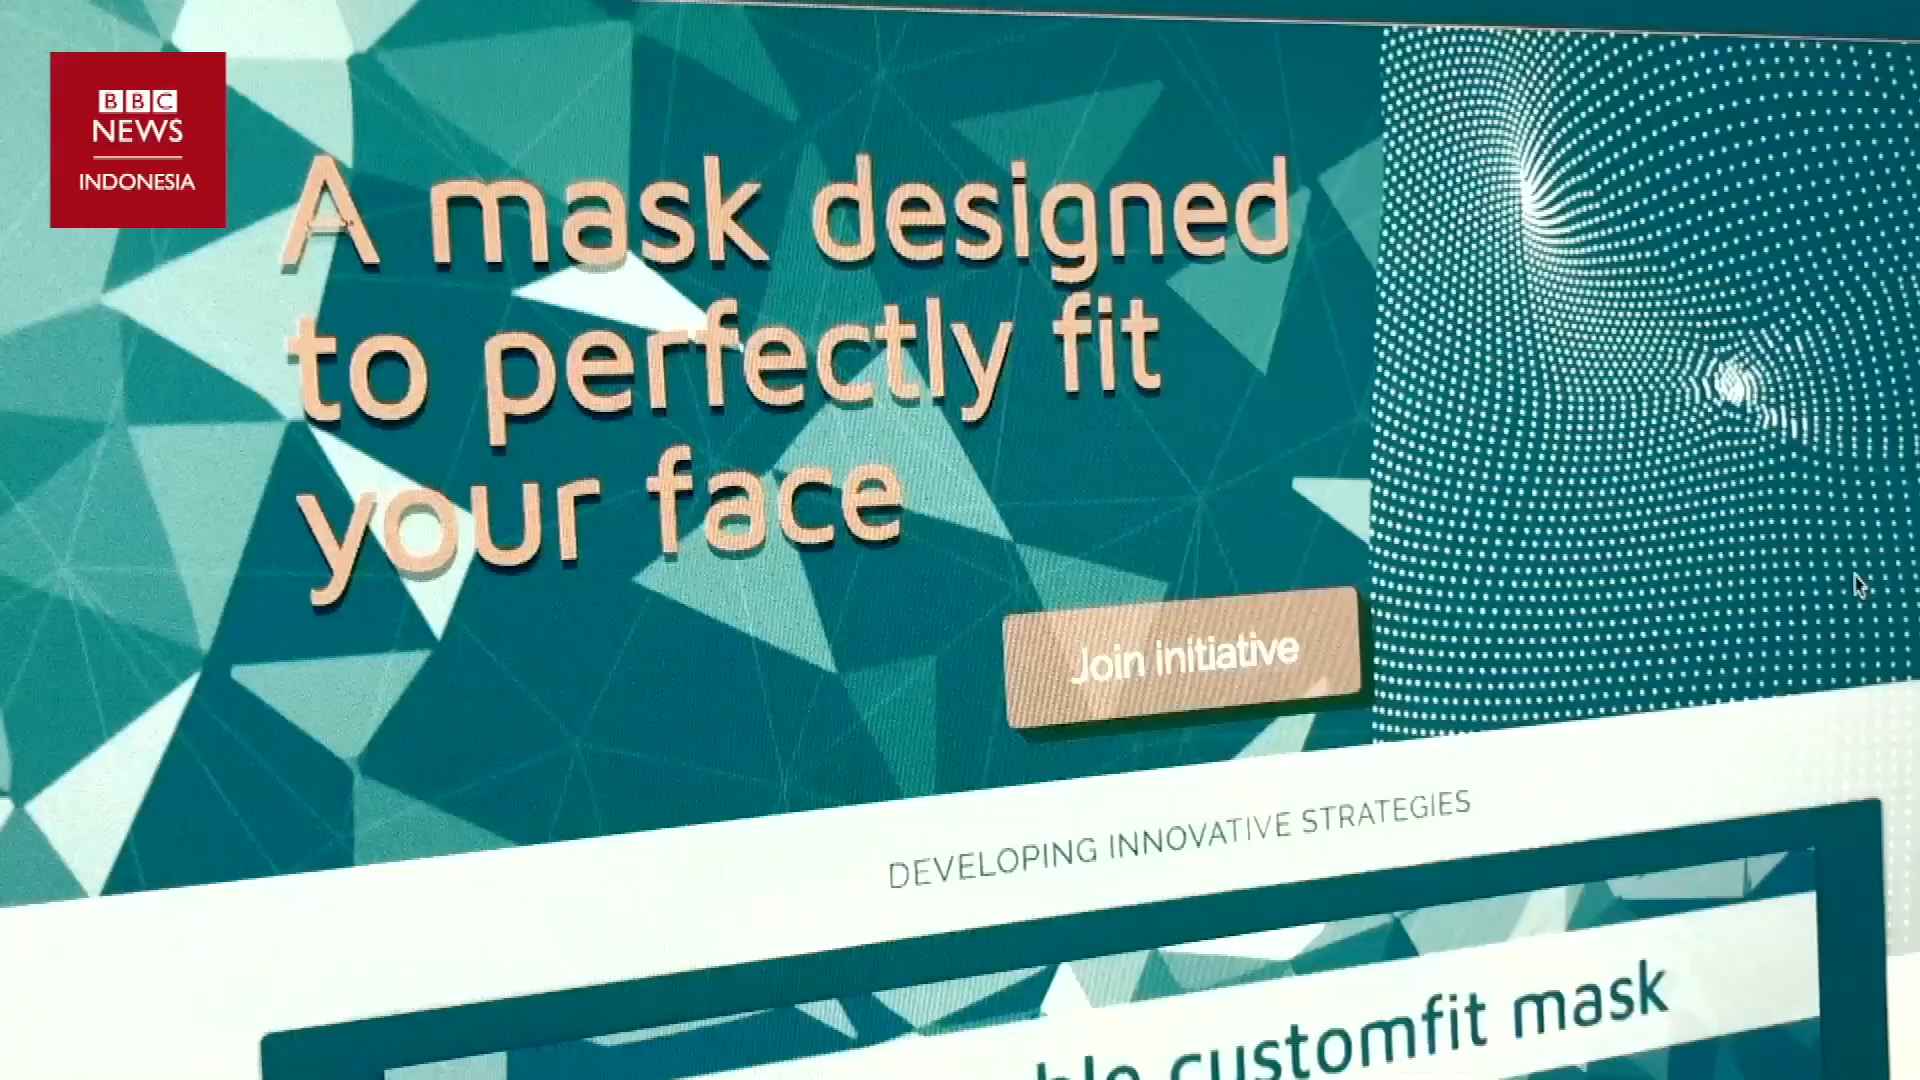 BBC
NEWS
INDONESIA
A mask designed
to perfectly fit
your face
Join initiative
DEVELOPING INNOVATIVE STRATEGIES
customfit mask